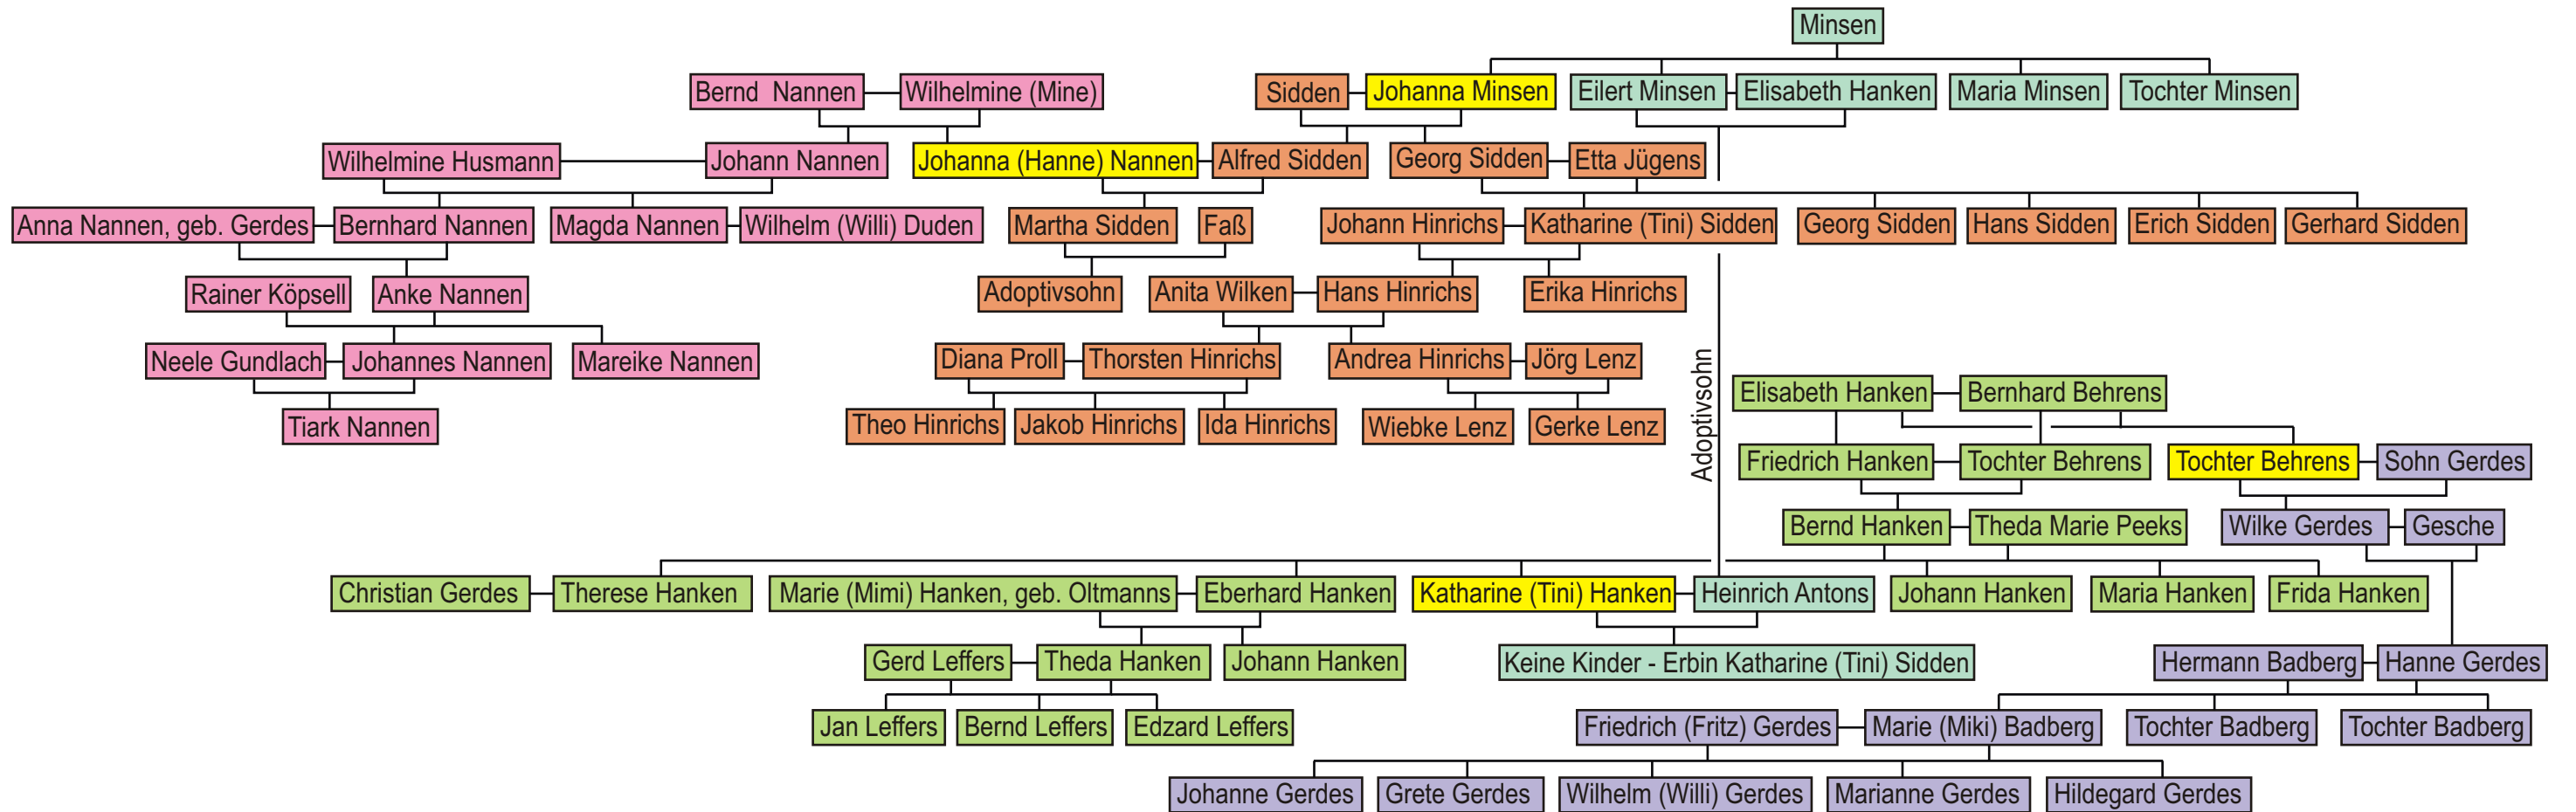 Minsen
Bernd  Nannen
Wilhelmine (Mine)
Sidden
Johanna Minsen
Eilert Minsen
Elisabeth Hanken
Maria Minsen
Tochter Minsen
Wilhelmine Husmann
Johann Nannen
Johanna (Hanne) Nannen
Alfred Sidden
Georg Sidden
Etta Jügens
Anna Nannen, geb. Gerdes
Bernhard Nannen
Magda Nannen
Wilhelm (Willi) Duden
Martha Sidden
Faß
Johann Hinrichs
Katharine (Tini) Sidden
Georg Sidden
Hans Sidden
Erich Sidden
Gerhard Sidden
Rainer Köpsell
Anke Nannen
Adoptivsohn
Anita Wilken
Hans Hinrichs
Erika Hinrichs
Neele Gundlach
Johannes Nannen
Mareike Nannen
Diana Proll
Thorsten Hinrichs
Andrea Hinrichs
Jörg Lenz
Adoptivsohn
Elisabeth Hanken
Bernhard Behrens
Tiark Nannen
Theo Hinrichs
Jakob Hinrichs
Ida Hinrichs
Wiebke Lenz
Gerke Lenz
Friedrich Hanken
Tochter Behrens
Tochter Behrens
Sohn Gerdes
Bernd Hanken
Theda Marie Peeks
Wilke Gerdes
Gesche
Christian Gerdes
Therese Hanken
Marie (Mimi) Hanken, geb. Oltmanns
Eberhard Hanken
Katharine (Tini) Hanken
Heinrich Antons
Johann Hanken
Maria Hanken
Frida Hanken
Gerd Leffers
Theda Hanken
Johann Hanken
Keine Kinder - Erbin Katharine (Tini) Sidden
Hermann Badberg
Hanne Gerdes
Jan Leffers
Bernd Leffers
Edzard Leffers
Friedrich (Fritz) Gerdes
Marie (Miki) Badberg
Tochter Badberg
Tochter Badberg
Johanne Gerdes
Grete Gerdes
Wilhelm (Willi) Gerdes
Marianne Gerdes
Hildegard Gerdes